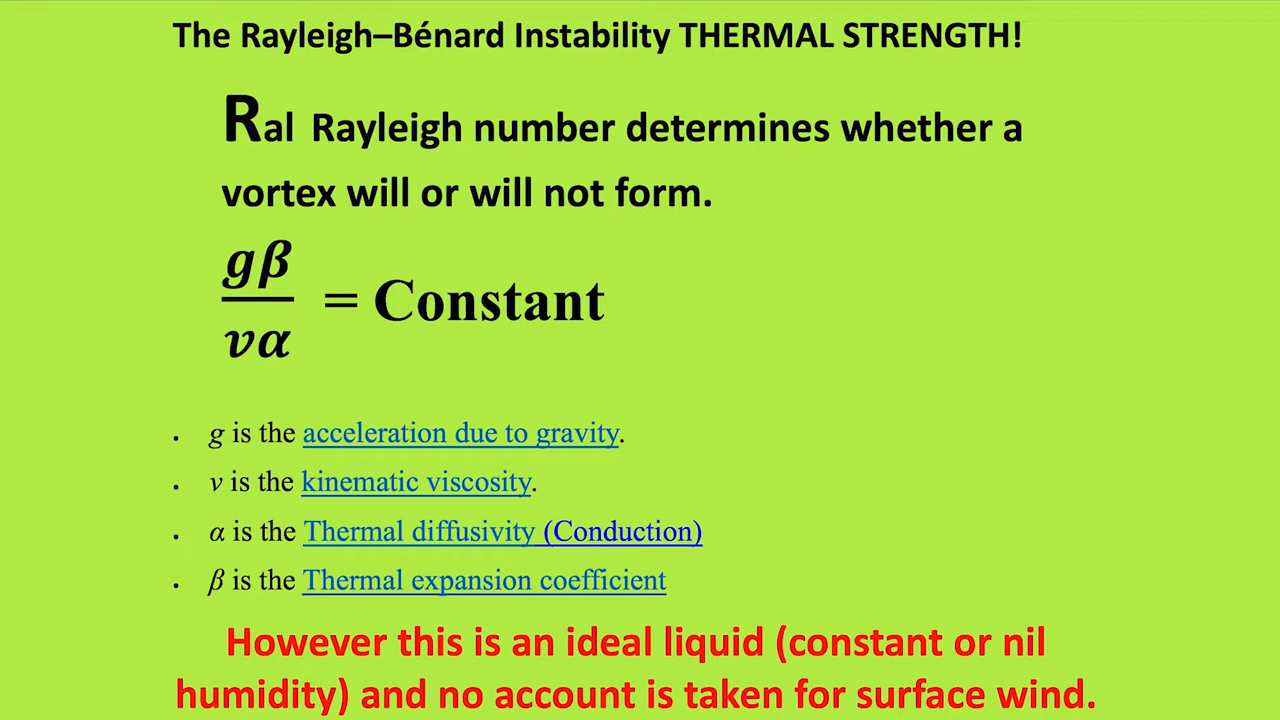 The Rayleigh–Bénard Instability THERMAL STRENGTH!
Ral Rayleigh number determines whether a
vortex will or will not form.
gβ
= Constant
να
• g is the acceleration due to gravity.
• ν is the kinematic viscosity.
• α is the Thermal diffusivity (Conduction)
• β is the Thermal expansion coefficient
However this is an ideal liquid (constant or nil
humidity) and no account is taken for surface wind.